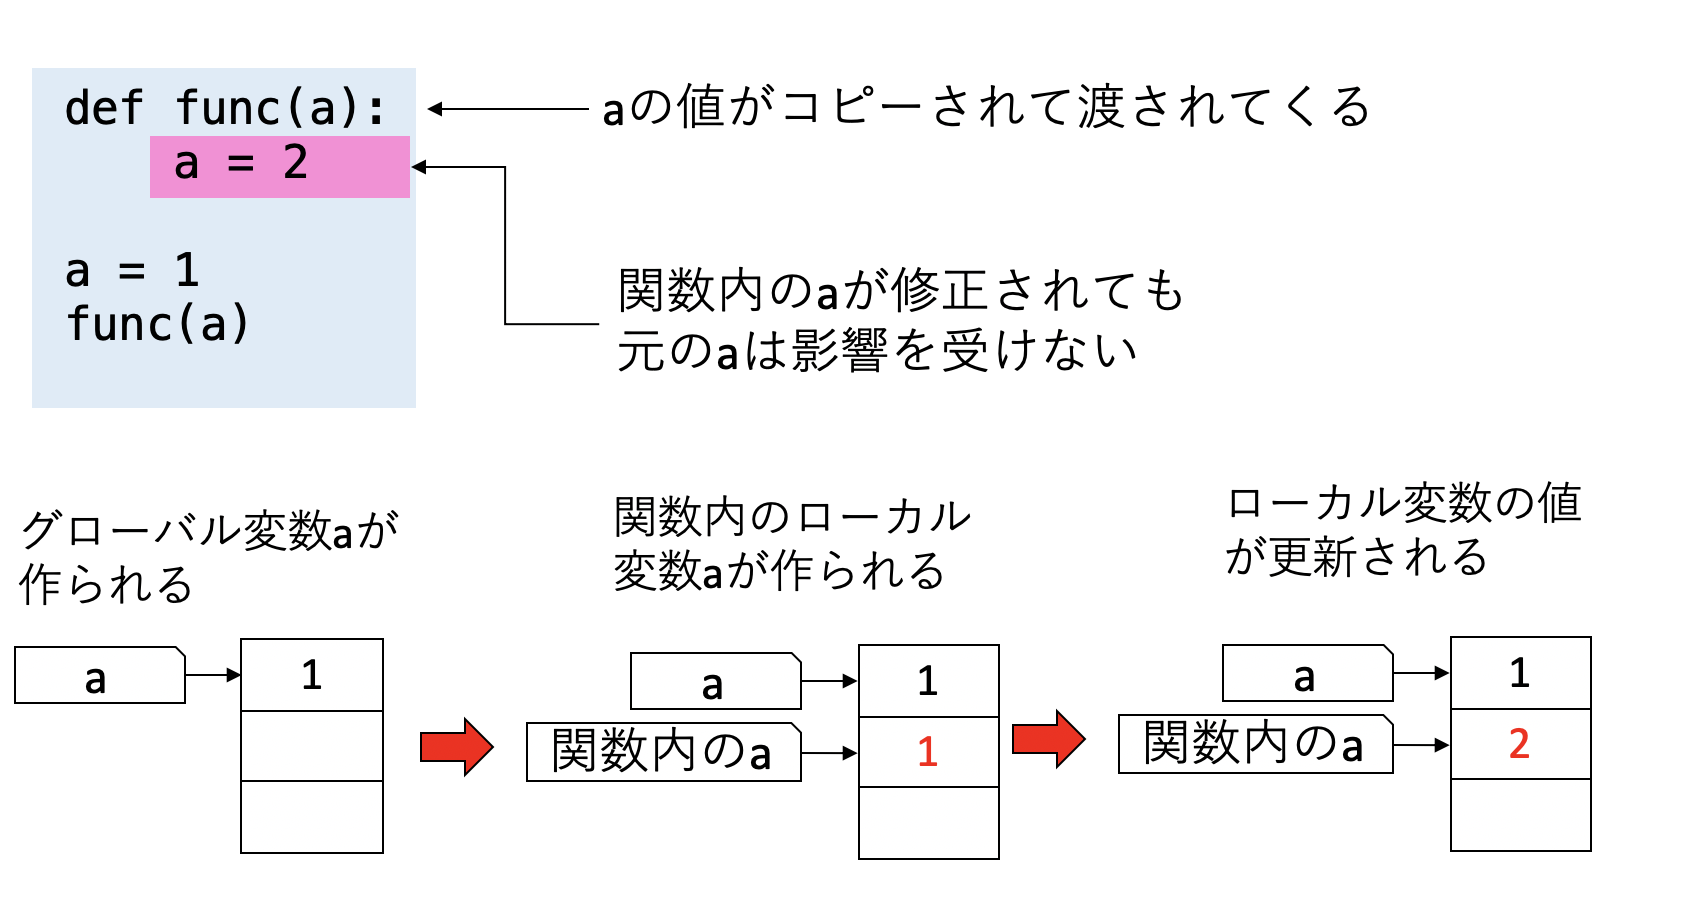 def func(a):
a = 2
a = 1
func(a)
aの値がコピーされて渡されてくる
関数内のaが修正されても
元のaは影響を受けない
グローバル変数aが
作られる
a
1
関数内のローカル
変数aが作られる
a
1
関数内のa
1
ローカル変数の値
が更新される
a
1
関数内のa
2